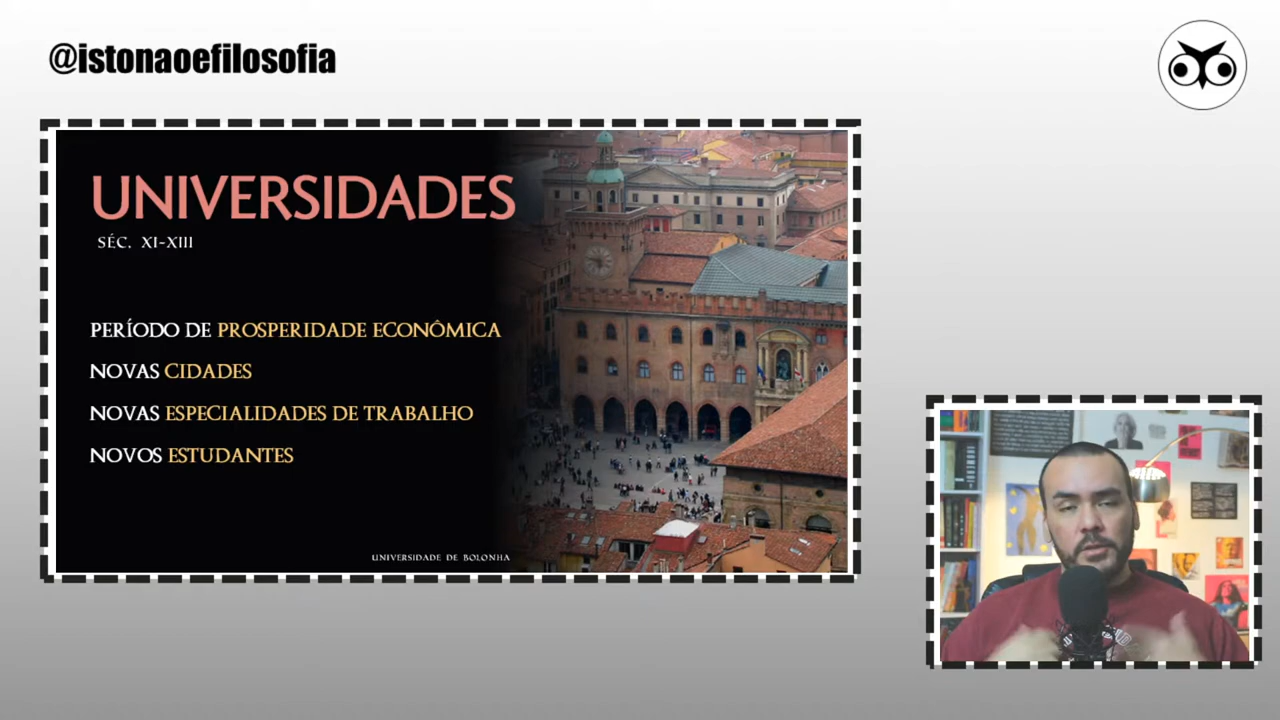 @istonaoefilosofia
UNIVERSIDADES
SÉC. XI-XIII
PERÍODO DE PROSPERIDADE ECONÔMICA
NOVAS CIDADES
NOVAS ESPECIALIDADES DE TRABALHO
NOVOS ESTUDANTES
UNIVERSIDADE DE BOLONHA